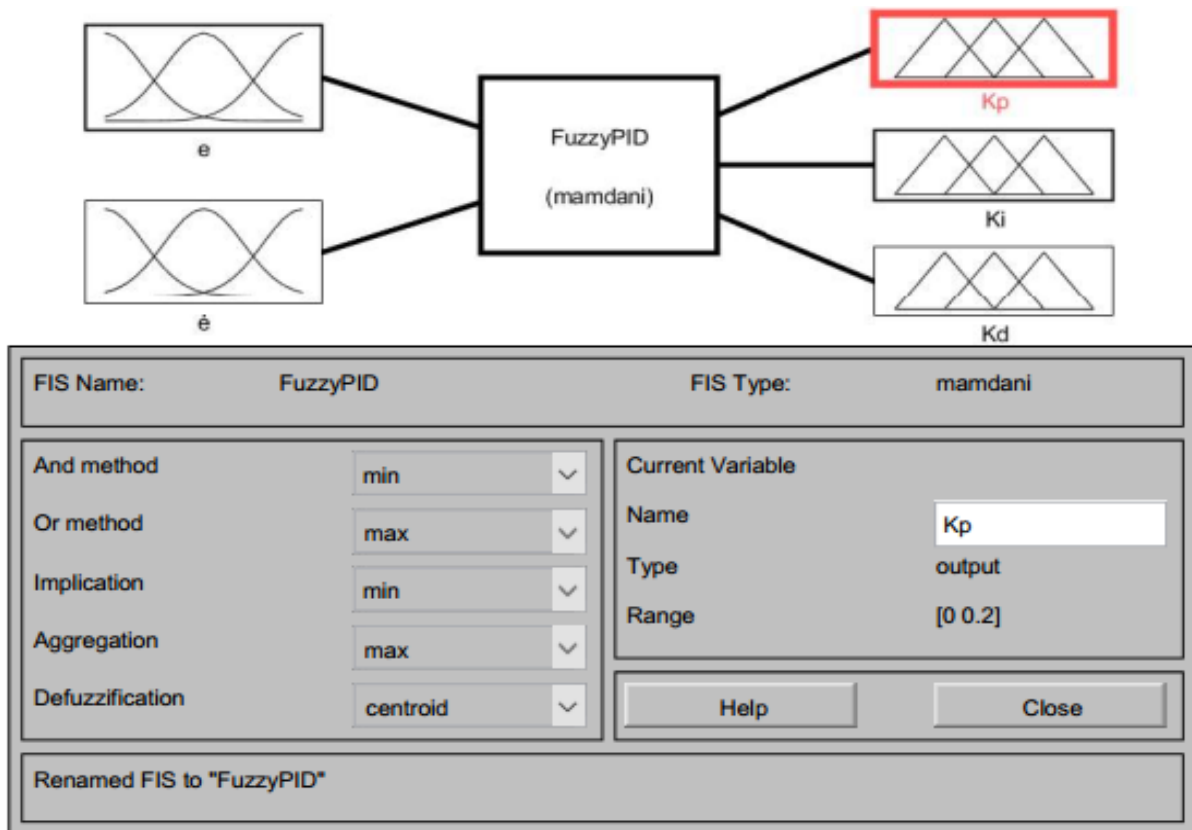 e
ė
FuzzyPID
(mamdani)
Kp
Ki
Kd
FIS Name: FuzzyPID FIS Type: mamdani
And method min
Or method max
Implication min
Aggregation max
Defuzzification centroid
Current Variable
Name Kp
Type output
Range [0 0.2]
Help Close
Renamed FIS to "FuzzyPID"